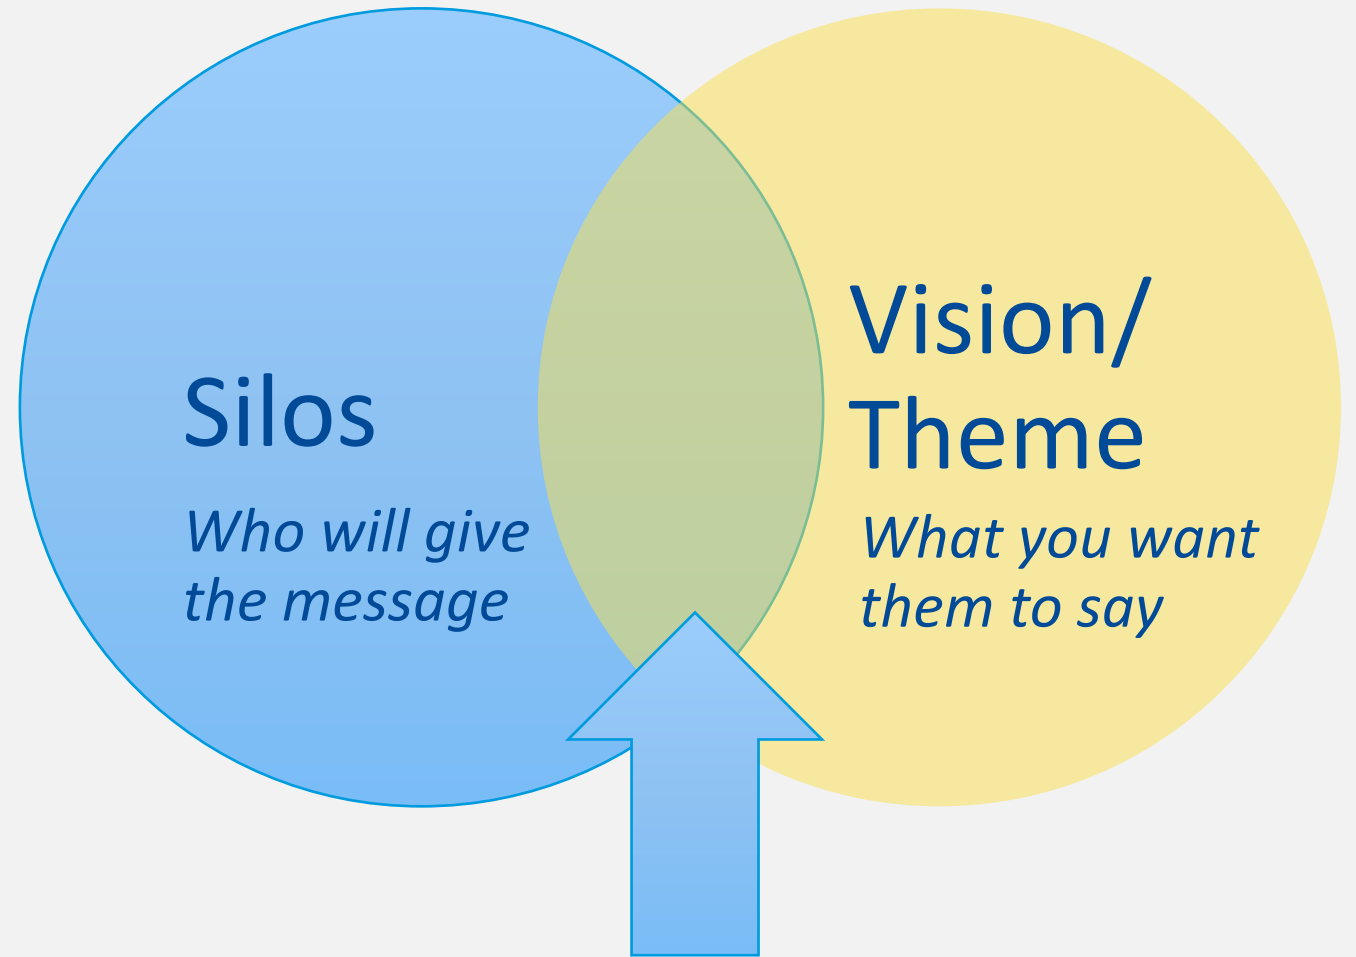 Silos
Who will give
the message
Vision/
Theme
What you want
them to say